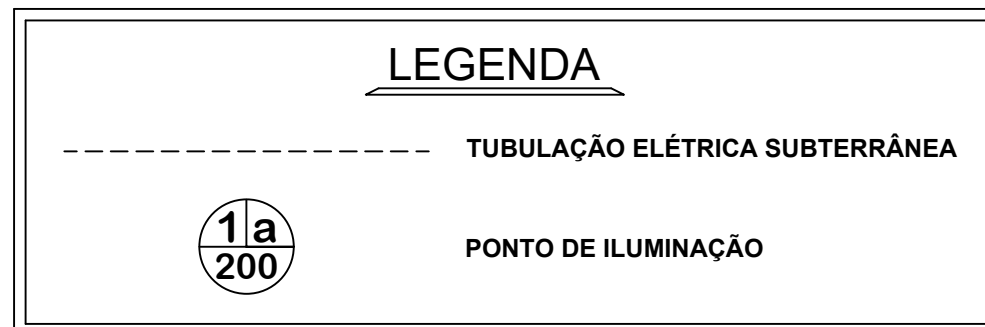 LEGENDA
TUBULAÇÃO ELÉTRICA SUBTERRÂNEA
1 a
200
PONTO DE ILUMINAÇÃO